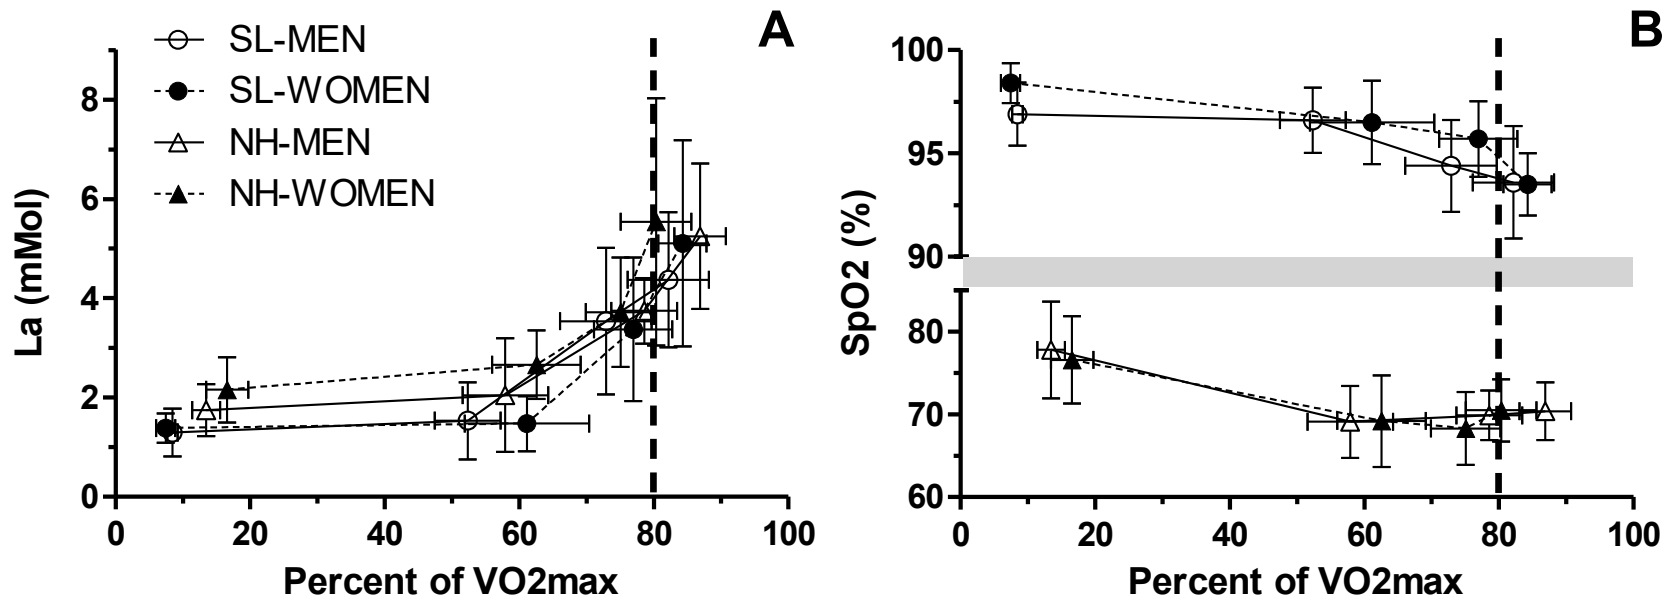 A
SL-MEN
SL-WOMEN
NH-MEN
NH-WOMEN
La (mMol)
8
6
4
2
0
0 20 40 60 80 100
Percent of VO2max
B
SpO2 (%)
100
95
90
80
70
60
0 20 40 60 80 100
Percent of VO2max